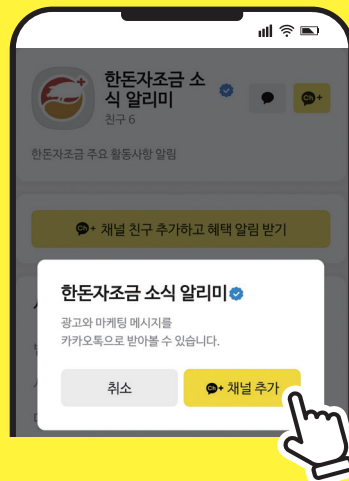 한돈자조금 소
식 알리미
Ch+
친구 6
한돈자조금 주요 활동사항 알림
Ch+ 채널 친구 추가하고 혜택 알림 받기
한돈자조금 소식 알리미
광고와 마케팅 메시지를
카카오톡으로 받아볼 수 있습니다.
취소
Ch+ 채널 추가